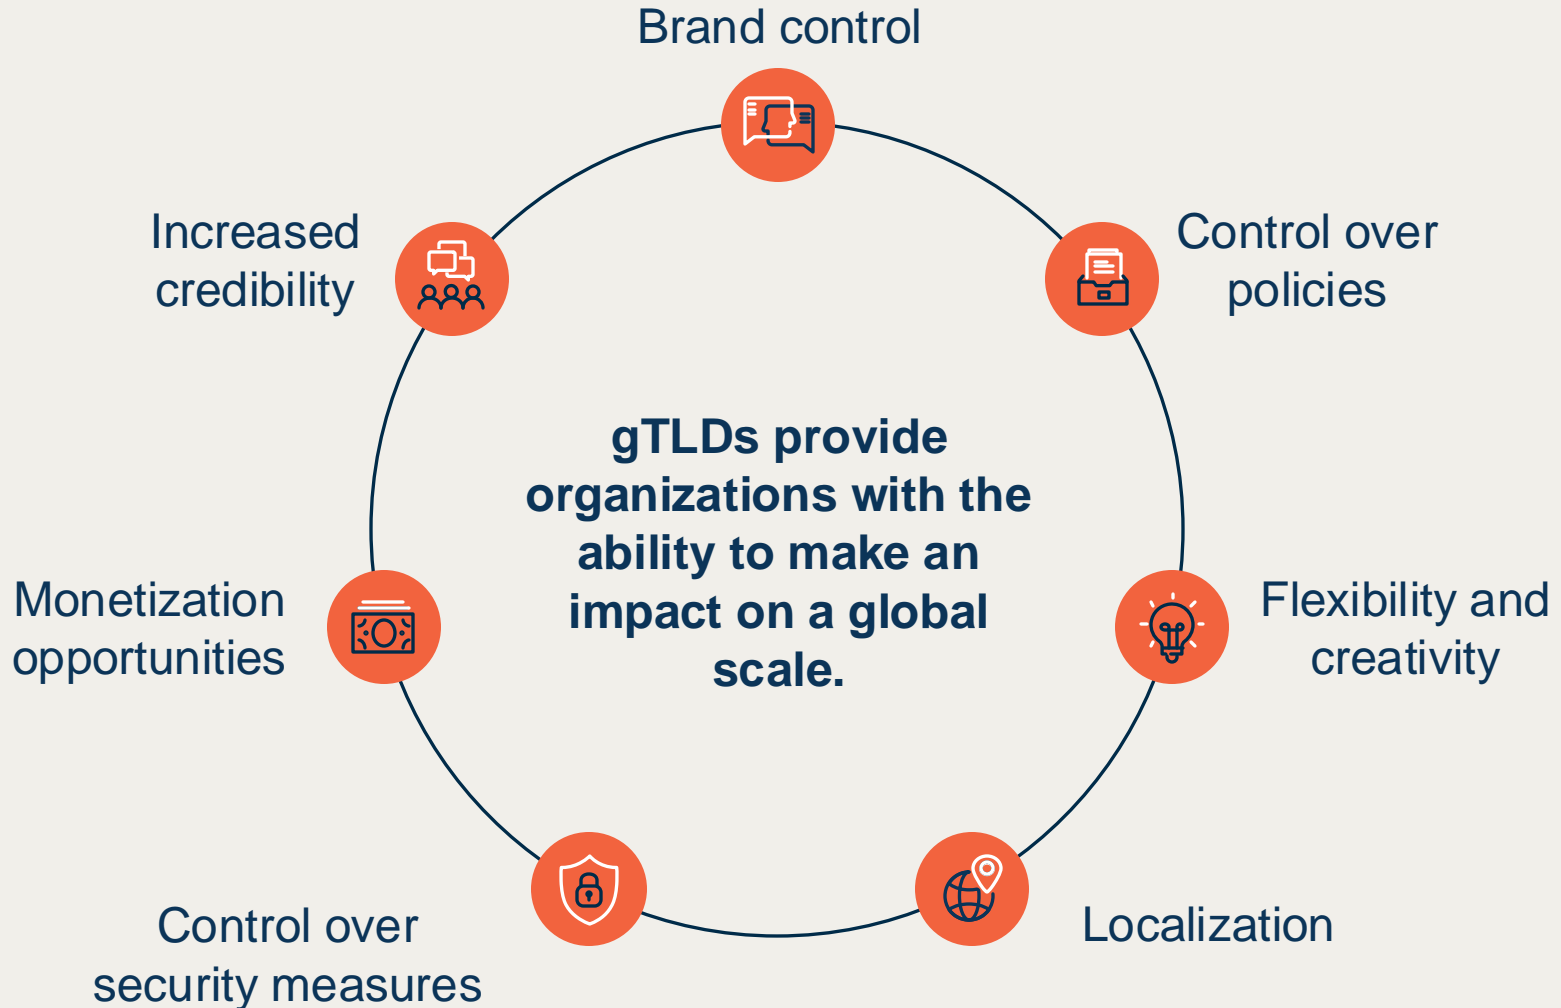 Brand control
Increased
credibility
Control over
policies
gTLDs provide
organizations with the
ability to make an
impact on a global
scale.
Monetization
opportunities
Flexibility and
creativity
Control over
security measures
Localization